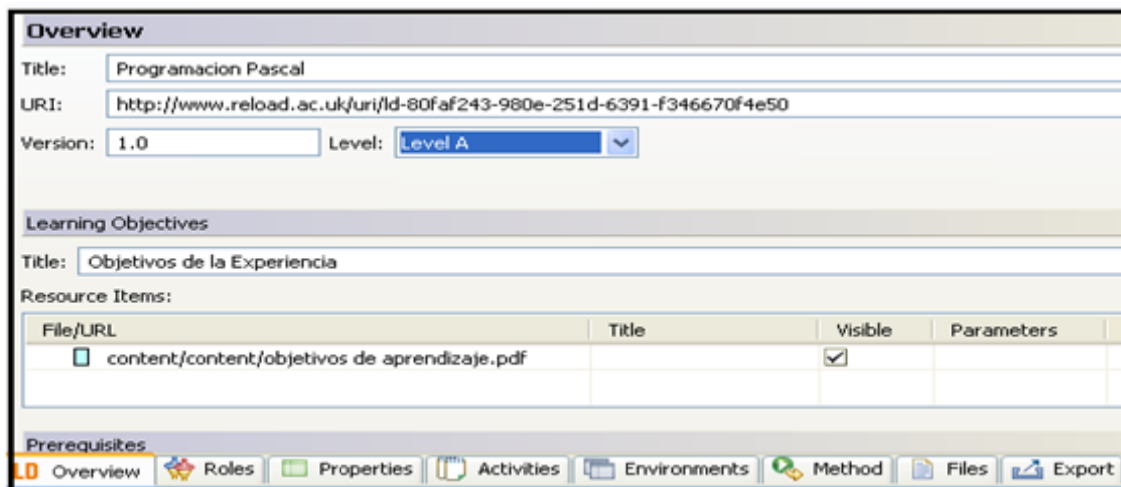 Overview
Title: Programacion Pascal
URI: http://www.reload.ac.uk/uri/ld-80faf243-980e-251d-6391-f346670f4e50
Version: 1.0 Level: Level A
Learning Objectives
Title: Objetivos de la Experiencia
Resource Items:
File/URL Title Visible Parameters
content/content/objetivos de aprendizaje.pdf
Prerequisites
LD Overview Roles Properties Activities Environments Method Files Export